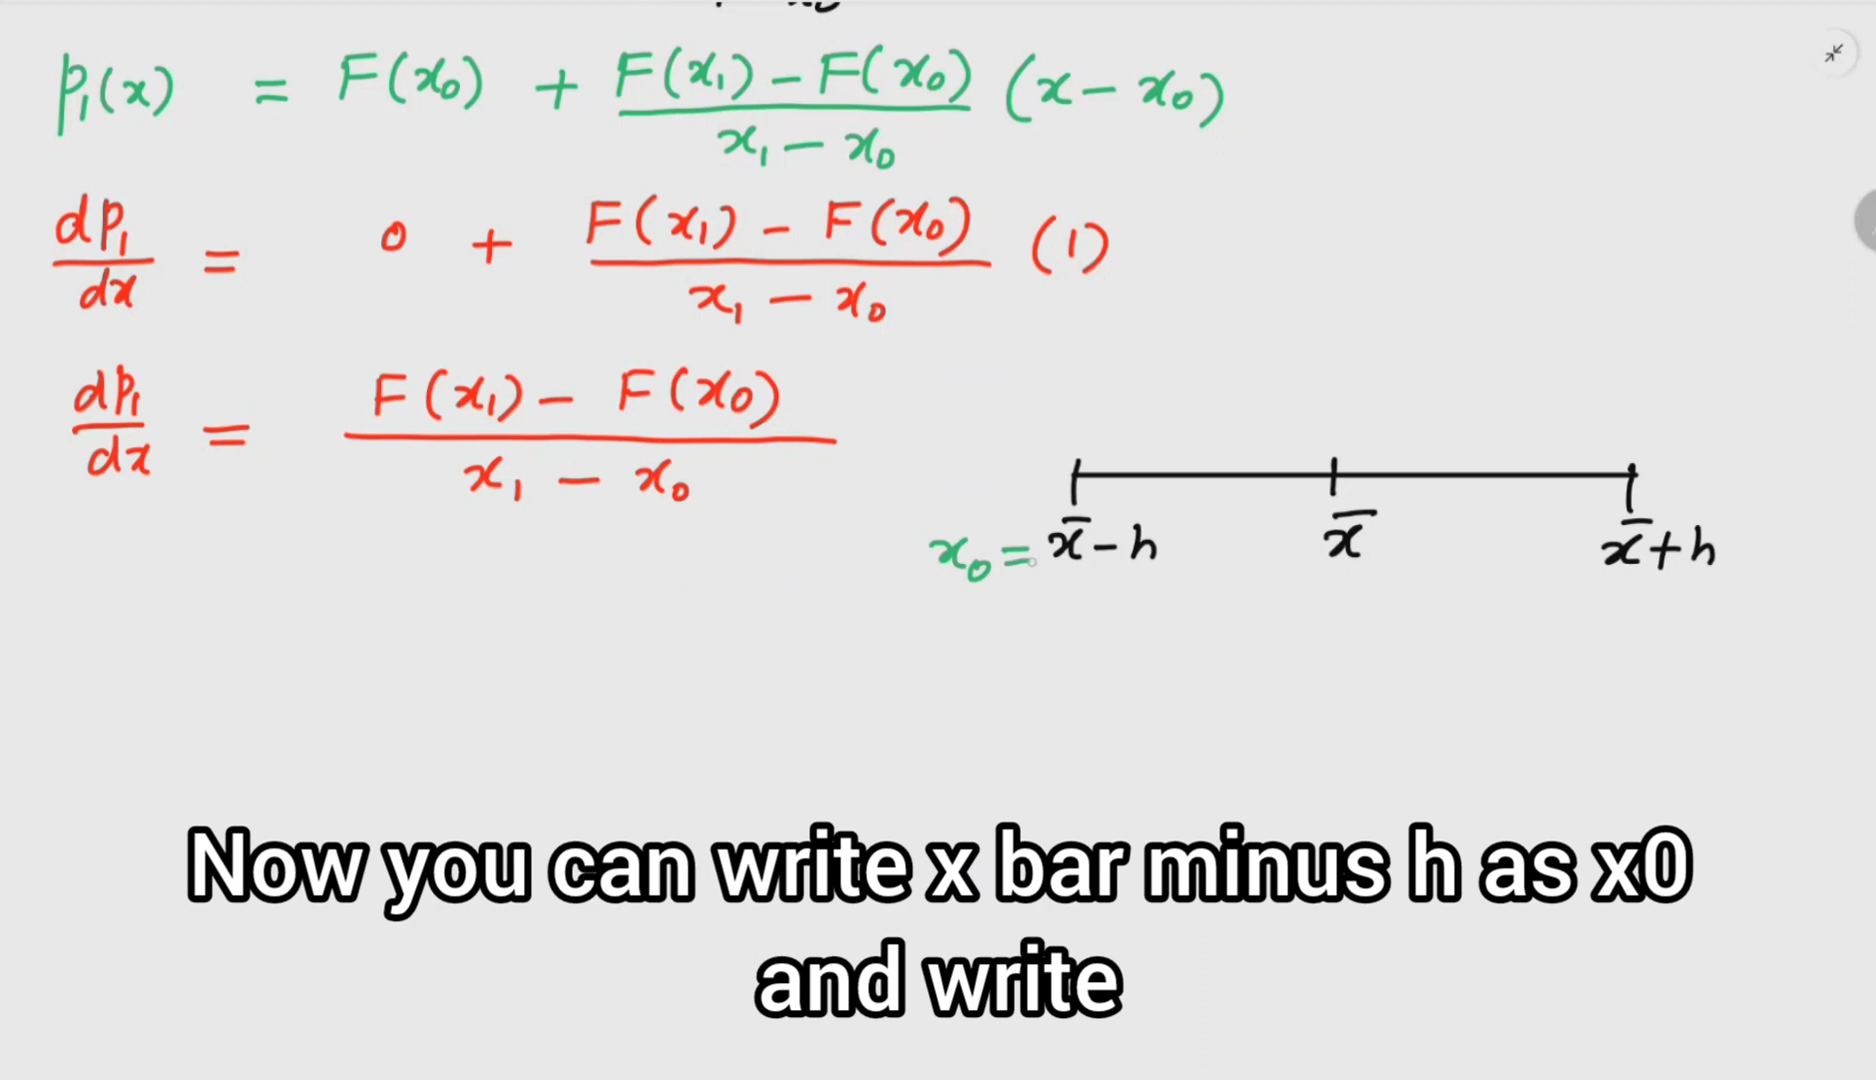 p₁(x) = F(x₀) + F(x₁) - F(x₀) / x₁ - x₀ (x - x₀)
dp₁/dx = 0 + F(x₁) - F(x₀) / x₁ - x₀ (1)
dp₁/dx = F(x₁) - F(x₀) / x₁ - x₀
x₀ = x̄ - h x̄ x̄ + h
Now you can write x bar minus h as x0
and write